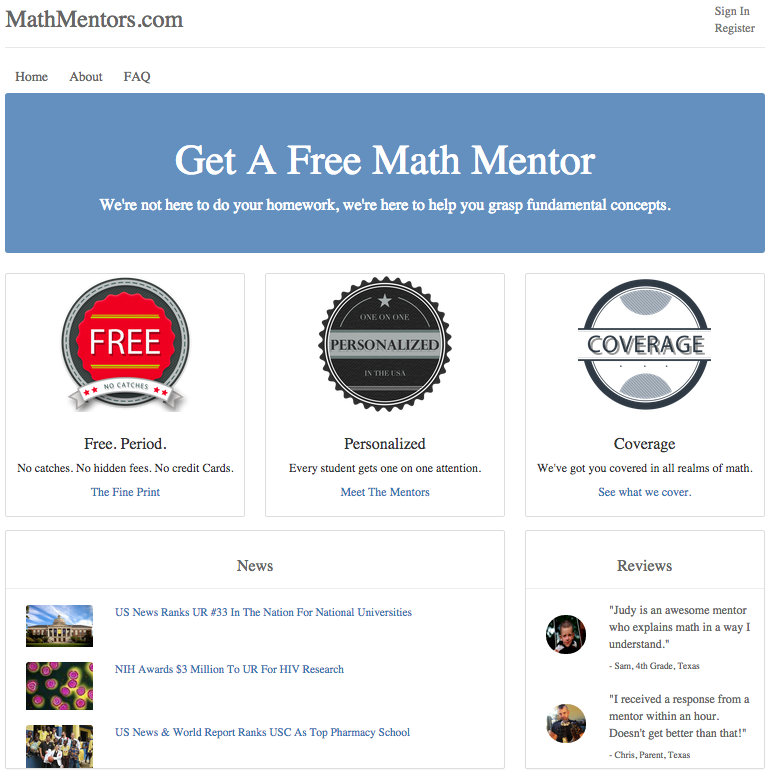 MathMentors.com
Sign In
Register
Home About FAQ
Get A Free Math Mentor
We're not here to do your homework, we're here to help you grasp fundamental concepts.
FREE
NO CATCHES
Free. Period.
No catches. No hidden fees. No credit Cards.
The Fine Print
ONE ON ONE
PERSONALIZED
IN THE USA
Personalized
Every student gets one on one attention.
Meet The Mentors
COVERAGE
Coverage
We've got you covered in all realms of math.
See what we cover.
News
US News Ranks UR #33 In The Nation For National Universities
NIH Awards $3 Million To UR For HIV Research
US News & World Report Ranks USC As Top Pharmacy School
Reviews
"Judy is an awesome mentor
who explains math in a way I
understand."
- Sam, 4th Grade, Texas
"I received a response from a
mentor within an hour.
Doesn't get better than that!"
- Chris, Parent, Texas